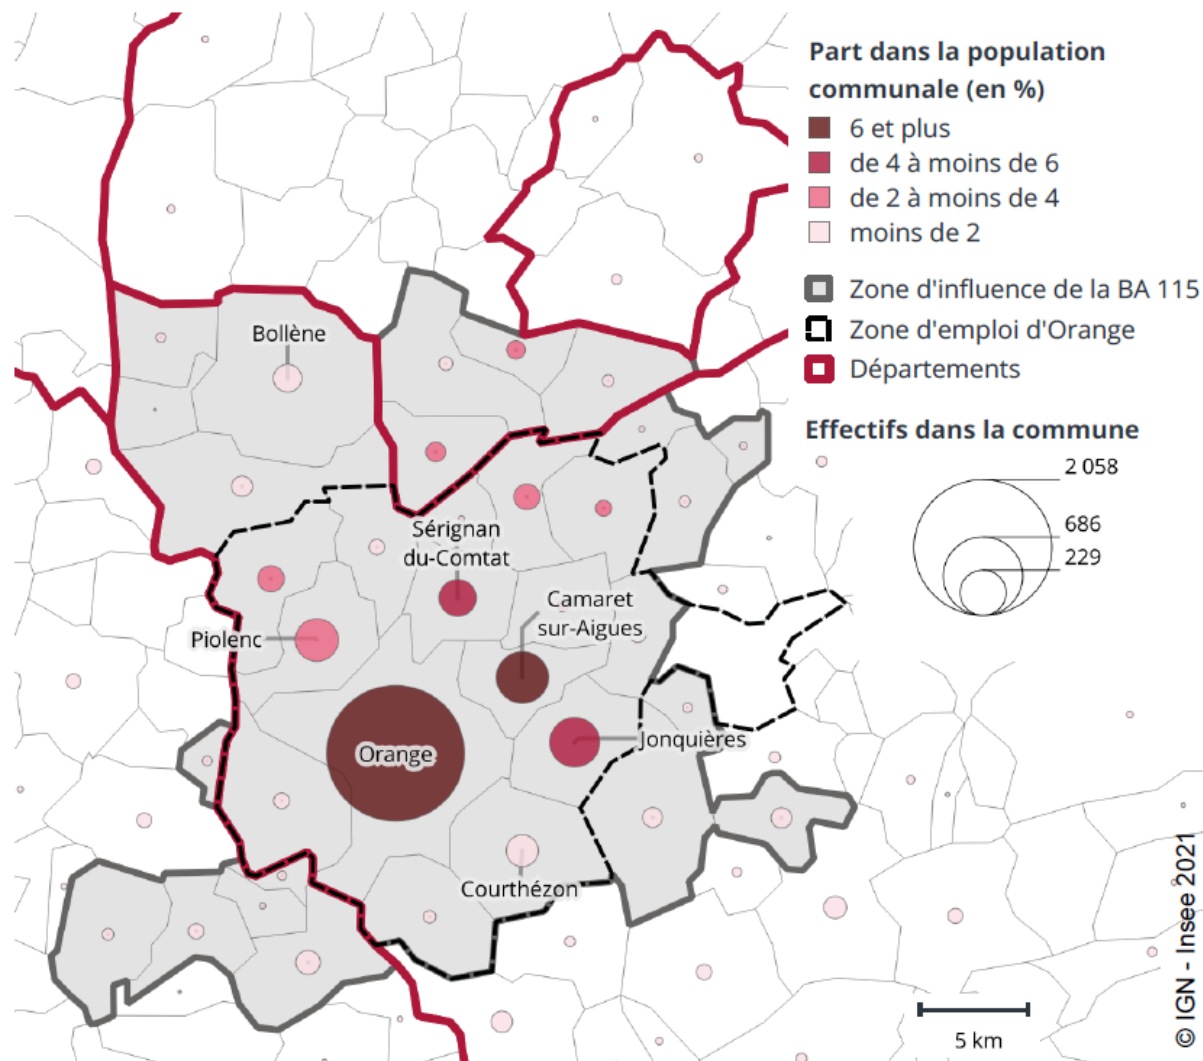 Part dans la population
communale (en %)
6 et plus
de 4 à moins de 6
de 2 à moins de 4
moins de 2
Zone d'influence de la BA 115
Zone d'emploi d'Orange
Départements
Effectifs dans la commune
2 058
686
229
Bollène
Sérignan
du-Comtat
Camaret
sur-Aigues
Piolenc
Orange
Jonquières
Courthézon
5 km
© IGN - Insee 2021